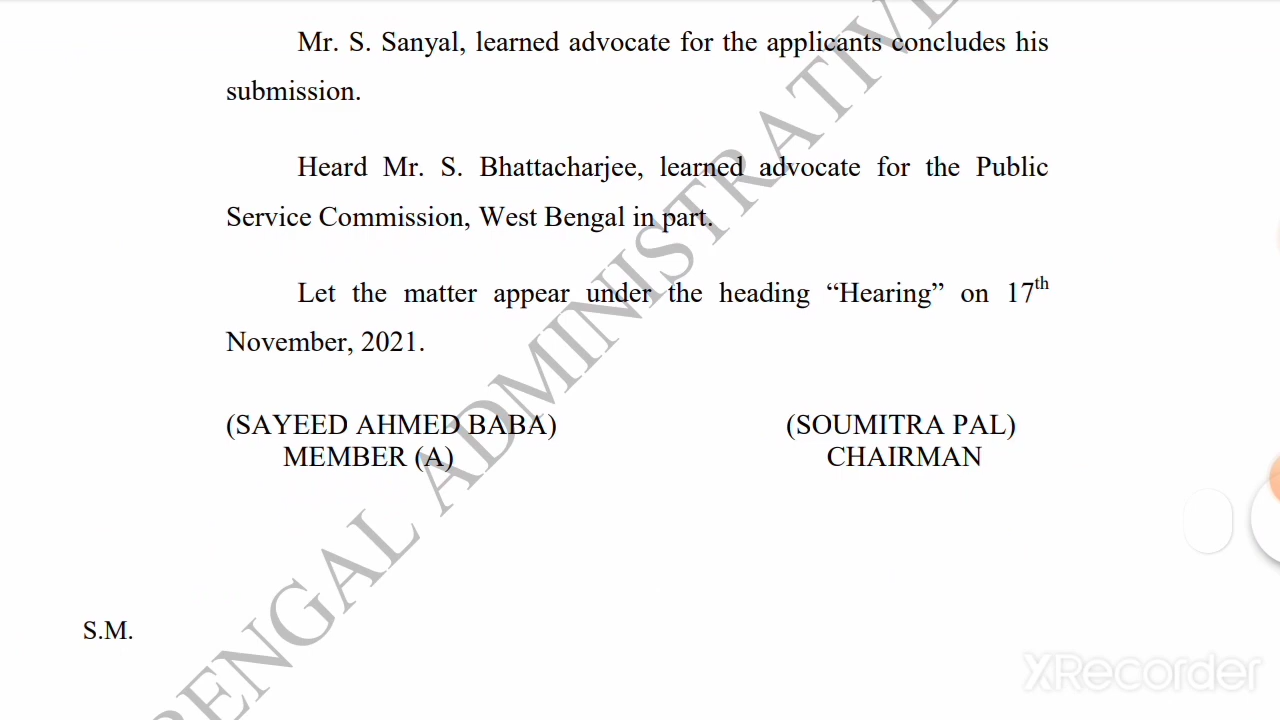 Mr. S. Sanyal, learned advocate for the applicants concludes his
submission.
Heard Mr. S. Bhattacharjee, learned advocate for the Public
Service Commission, West Bengal in part.
Let the matter appear under the heading “Hearing” on 17th
November, 2021.
(SAYEED AHMED BABA) (SOUMITRA PAL)
MEMBER (A) CHAIRMAN
S.M.
BENGAL ADMINISTRATIVE
XRecorder